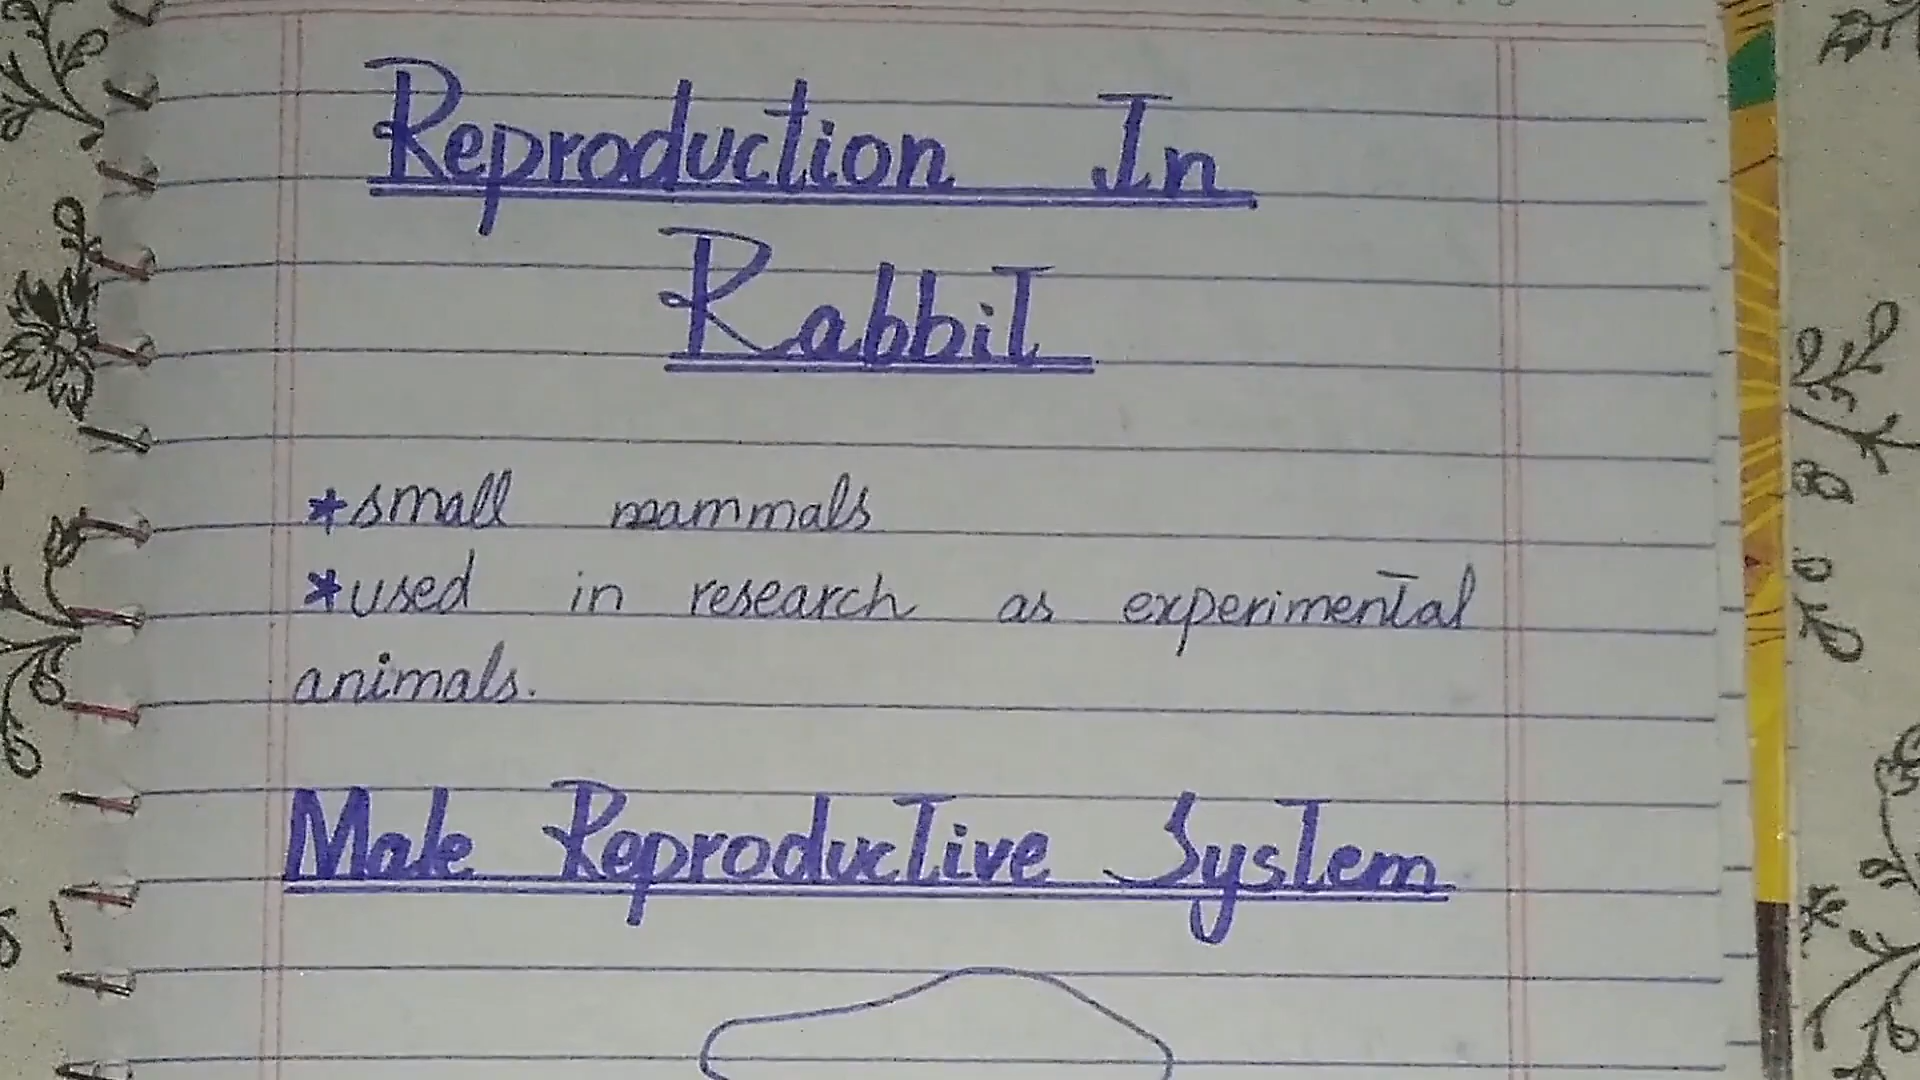 Reproduction In
Rabbit
*small mammals
*used in research as experimental
animals.
Male Reproductive System